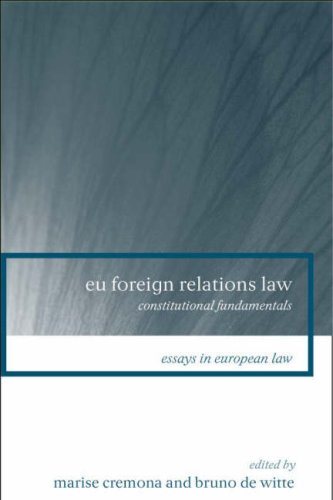 eu foreign relations law
constitutional fundamentals
essays in european law
edited by
marise cremona and bruno de witte